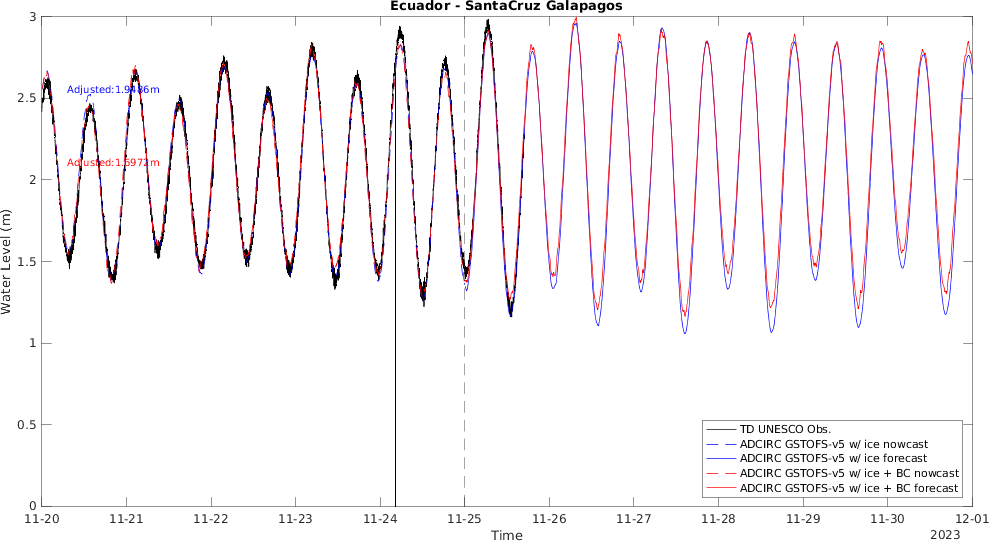 Ecuador - SantaCruz Galapagos
3
2.5
2
1.5
1
0.5
0
Water Level (m)
Adjusted:1.9486m
Adjusted:1.6972m
TD UNESCO Obs.
ADCIRC GSTOFS-v5 w/ ice nowcast
ADCIRC GSTOFS-v5 w/ ice forecast
ADCIRC GSTOFS-v5 w/ ice + BC nowcast
ADCIRC GSTOFS-v5 w/ ice + BC forecast
11-20 11-21 11-22 11-23 11-24 11-25 11-26 11-27 11-28 11-29 11-30 12-01
Time
2023